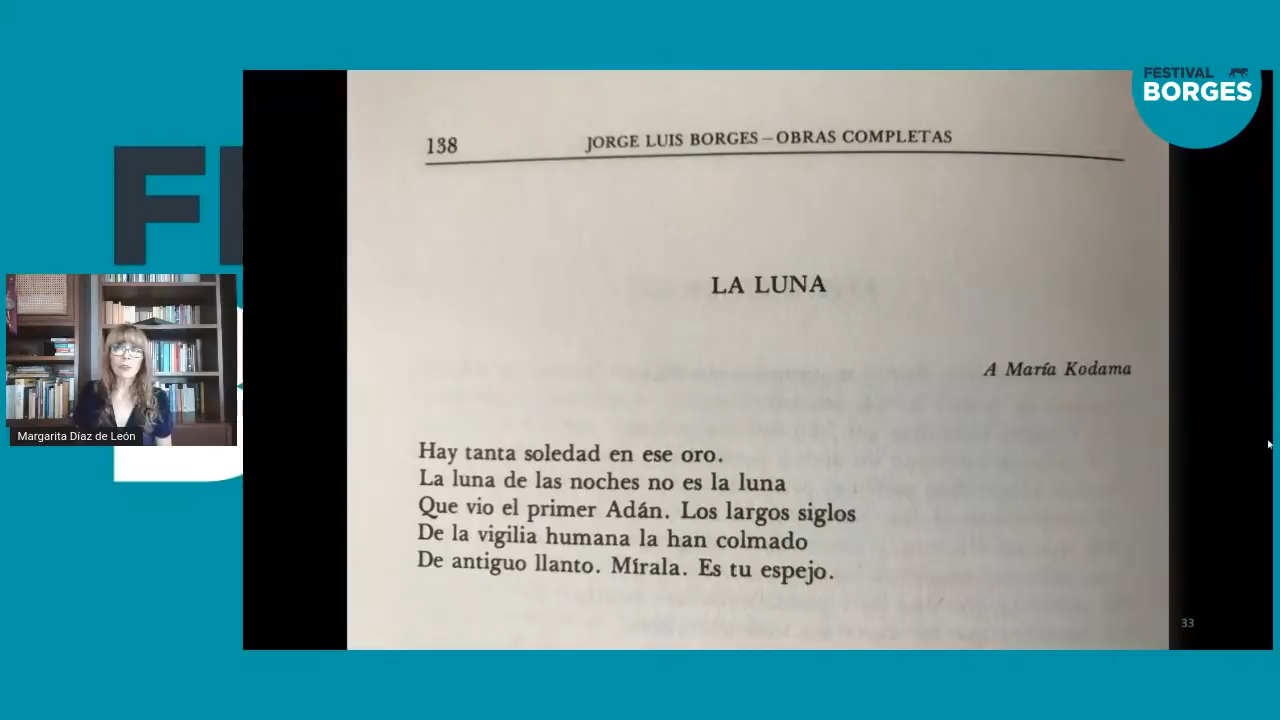 FESTIVAL
BORGES
138 JORGE LUIS BORGES – OBRAS COMPLETAS
LA LUNA
A María Kodama
Hay tanta soledad en ese oro.
La luna de las noches no es la luna
Que vio el primer Adán. Los largos siglos
De la vigilia humana la han colmado
De antiguo llanto. Mírala. Es tu espejo.
Margarita Díaz de León
33